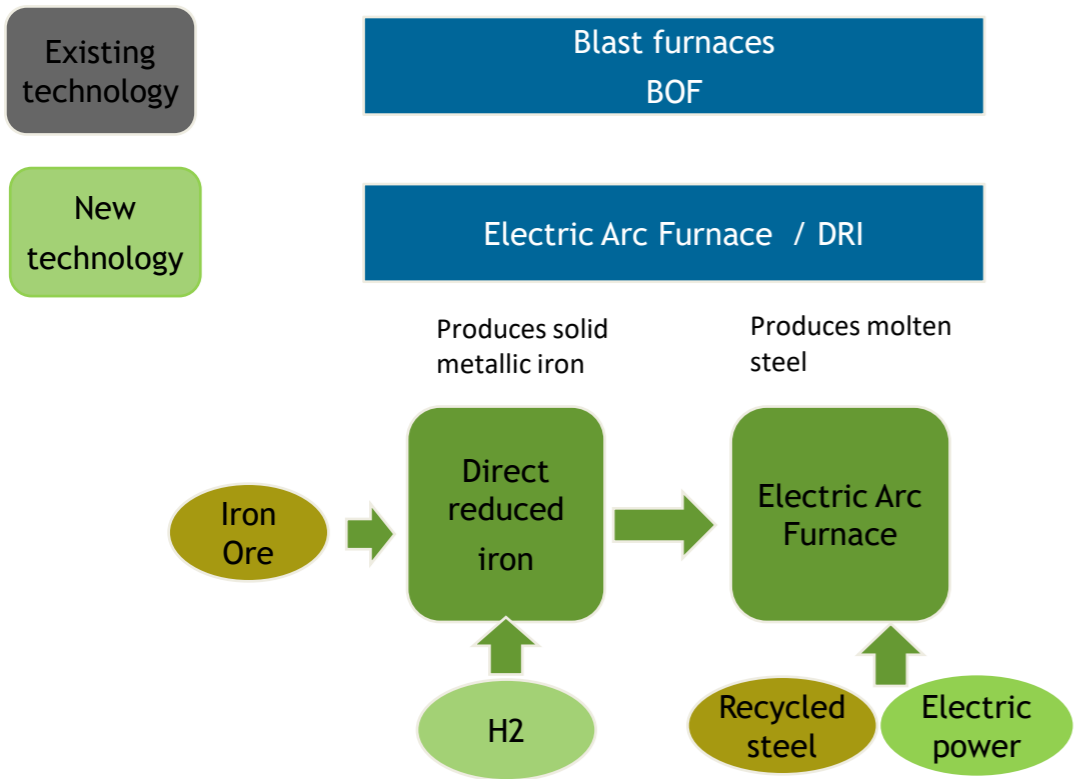 Existing
technology
Blast furnaces
BOF
New
technology
Electric Arc Furnace / DRI
Produces solid
metallic iron
Produces molten
steel
Iron
Ore
Direct
reduced
iron
Electric Arc
Furnace
H2
Recycled
steel
Electric
power